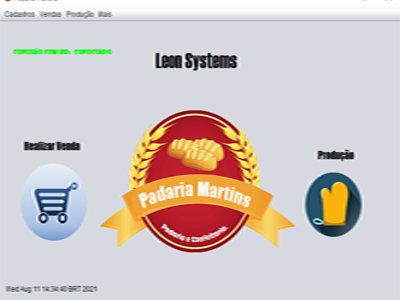 Cadastros Vendas Produção Mais
CONEXÃO COM BD: CONECTADO
Leon Systems
Realizar Venda
Produção
Padaria Martins
Padaria e Confeitaria
Wed Aug 11 14:34:40 BRT 2021